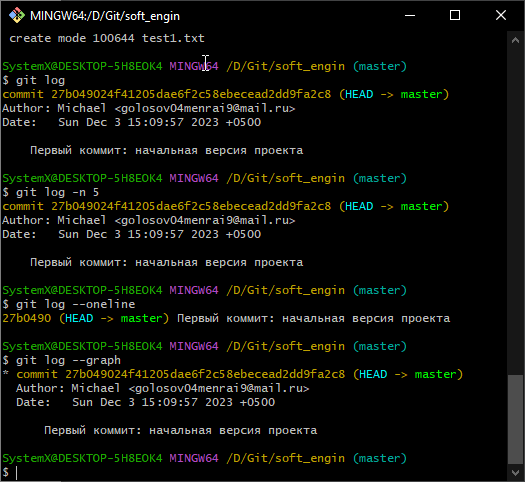 MINGW64:/D/Git/soft_engin
create mode 100644 test1.txt
SystemX@DESKTOP-5H8EOK4 MINGW64 /D/Git/soft_engin (master)
$ git log
commit 27b049024f41205dae6f2c58ebecead2dd9fa2c8 (HEAD -> master)
Author: Michael <golosov04menrai9@mail.ru>
Date:   Sun Dec 3 15:09:57 2023 +0500
Первый коммит: начальная версия проекта
SystemX@DESKTOP-5H8EOK4 MINGW64 /D/Git/soft_engin (master)
$ git log -n 5
commit 27b049024f41205dae6f2c58ebecead2dd9fa2c8 (HEAD -> master)
Author: Michael <golosov04menrai9@mail.ru>
Date:   Sun Dec 3 15:09:57 2023 +0500
Первый коммит: начальная версия проекта
SystemX@DESKTOP-5H8EOK4 MINGW64 /D/Git/soft_engin (master)
$ git log --oneline
27b0490 (HEAD -> master) Первый коммит: начальная версия проекта
SystemX@DESKTOP-5H8EOK4 MINGW64 /D/Git/soft_engin (master)
$ git log --graph
* commit 27b049024f41205dae6f2c58ebecead2dd9fa2c8 (HEAD -> master)
Author: Michael <golosov04menrai9@mail.ru>
Date:   Sun Dec 3 15:09:57 2023 +0500
Первый коммит: начальная версия проекта
SystemX@DESKTOP-5H8EOK4 MINGW64 /D/Git/soft_engin (master)
$